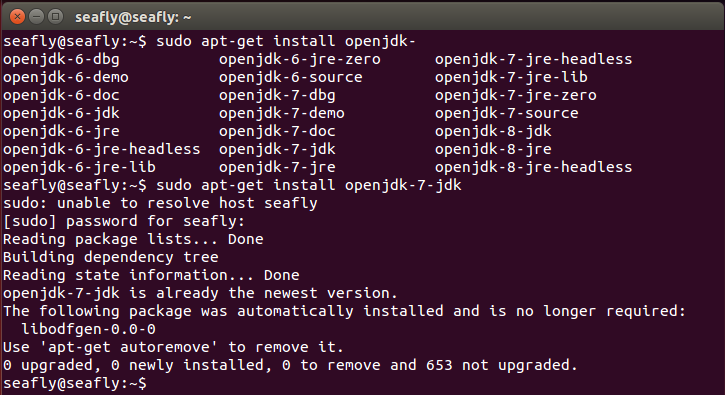 seafly@seafly: ~
seafly@seafly:~$ sudo apt-get install openjdk-
openjdk-6-dbg openjdk-6-jre-zero openjdk-7-jre-headless
openjdk-6-demo openjdk-6-source openjdk-7-jre-lib
openjdk-6-doc openjdk-7-dbg openjdk-7-jre-zero
openjdk-6-jdk openjdk-7-demo openjdk-7-source
openjdk-6-jre openjdk-7-doc openjdk-8-jdk
openjdk-6-jre-headless openjdk-7-jdk openjdk-8-jre
openjdk-6-jre-lib openjdk-7-jre openjdk-8-jre-headless
seafly@seafly:~$ sudo apt-get install openjdk-7-jdk
sudo: unable to resolve host seafly
[sudo] password for seafly:
Reading package lists... Done
Building dependency tree
Reading state information... Done
openjdk-7-jdk is already the newest version.
The following package was automatically installed and is no longer required:
  libodfgen-0.0-0
Use 'apt-get autoremove' to remove it.
0 upgraded, 0 newly installed, 0 to remove and 653 not upgraded.
seafly@seafly:~$